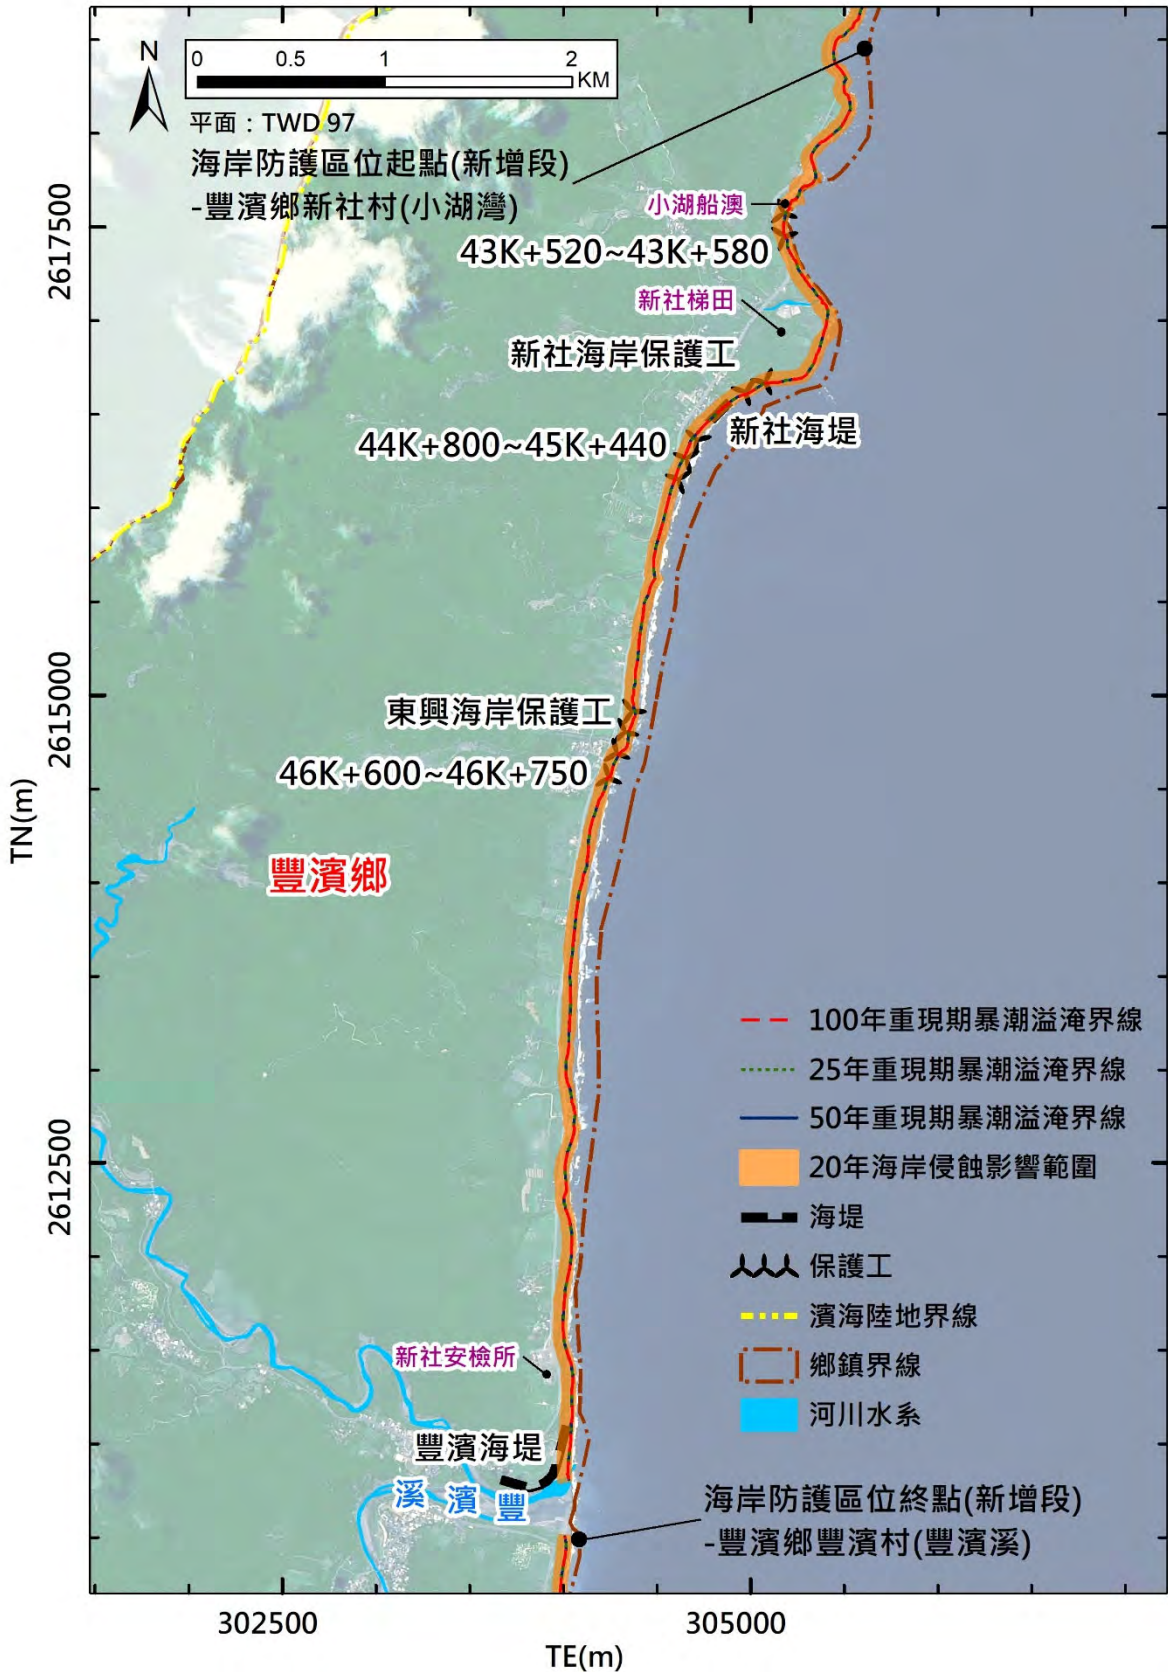 N
0 0.5 1 2
KM
平面：TWD 97
海岸防護區位起點(新增段)
-豐濱鄉新社村(小湖灣)
小湖船澳
43K+520~43K+580
新社梯田
新社海岸保護工
新社海堤
44K+800~45K+440
東興海岸保護工
46K+600~46K+750
豐濱鄉
100年重現期暴潮溢淹界線
25年重現期暴潮溢淹界線
50年重現期暴潮溢淹界線
20年海岸侵蝕影響範圍
海堤
保護工
濱海陸地界線
鄉鎮界線
河川水系
新社安檢所
豐濱海堤
溪濱豐
海岸防護區位終點(新增段)
-豐濱鄉豐濱村(豐濱溪)
2617500
2615000
2612500
TN(m)
302500
305000
TE(m)